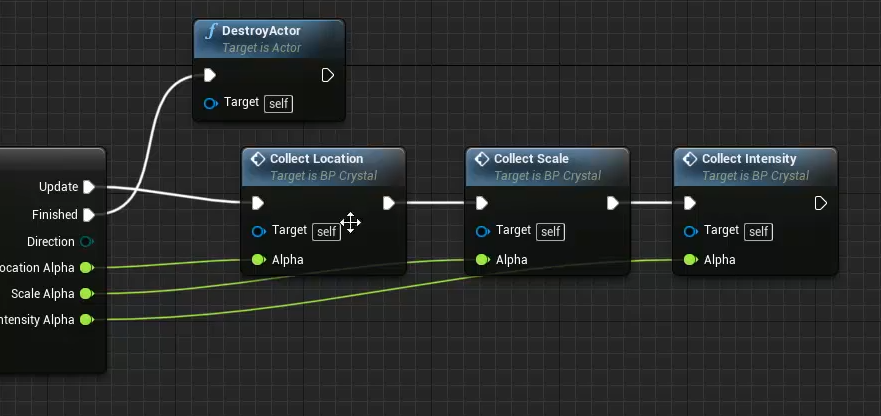 DestroyActor
Target is Actor
Target self
Update
Finished
Direction
ocation Alpha
Scale Alpha
ntensity Alpha
Collect Location
Target is BP Crystal
Target self
Alpha
Collect Scale
Target is BP Crystal
Target self
Alpha
Collect Intensity
Target is BP Crystal
Target self
Alpha